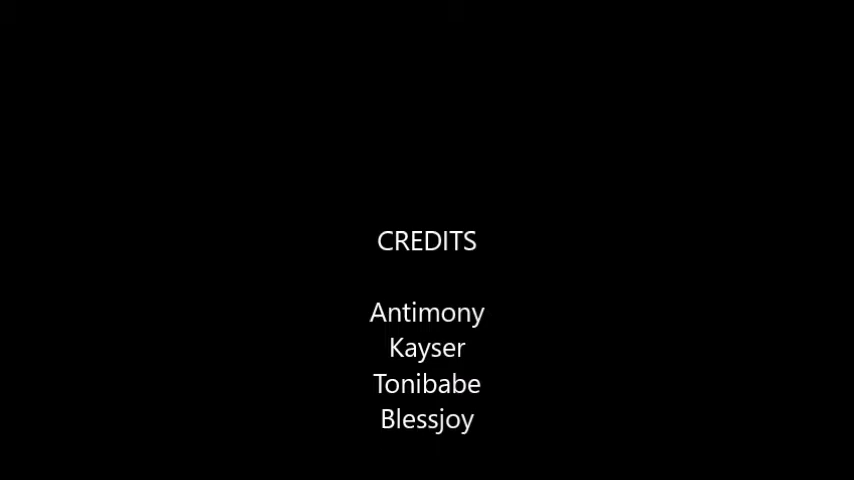 CREDITS
Antimony
Kayser
Tonibabe
Blessjoy